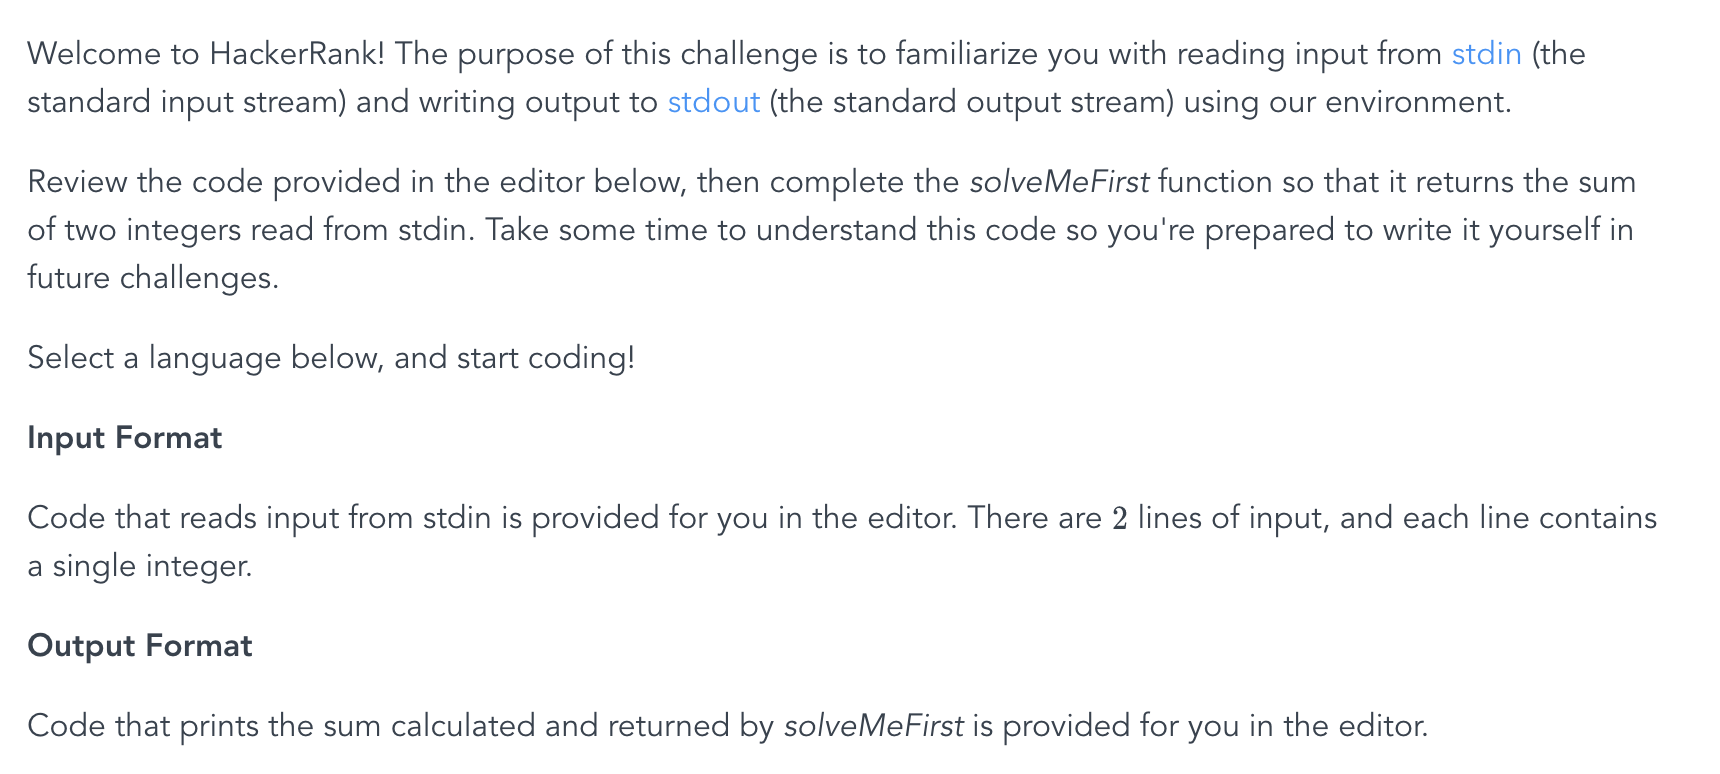 Welcome to HackerRank! The purpose of this challenge is to familiarize you with reading input from stdin (the
standard input stream) and writing output to stdout (the standard output stream) using our environment.
Review the code provided in the editor below, then complete the solveMeFirst function so that it returns the sum
of two integers read from stdin. Take some time to understand this code so you're prepared to write it yourself in
future challenges.
Select a language below, and start coding!
Input Format
Code that reads input from stdin is provided for you in the editor. There are 2 lines of input, and each line contains
a single integer.
Output Format
Code that prints the sum calculated and returned by solveMeFirst is provided for you in the editor.